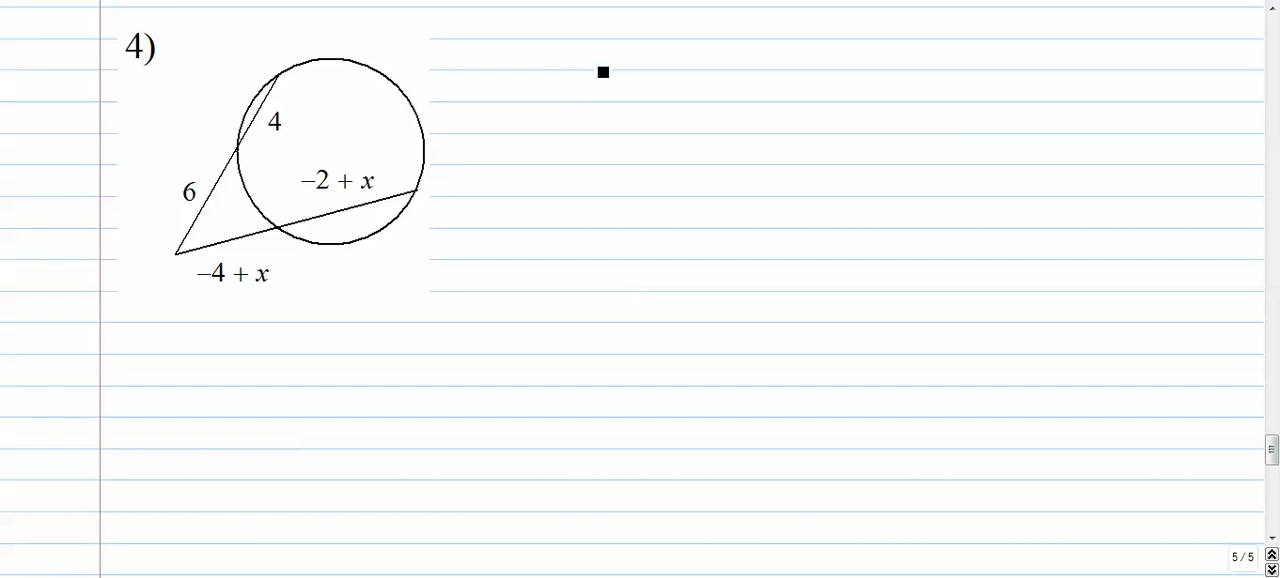 4)
4
–2 + x
6
–4 + x
5 / 5